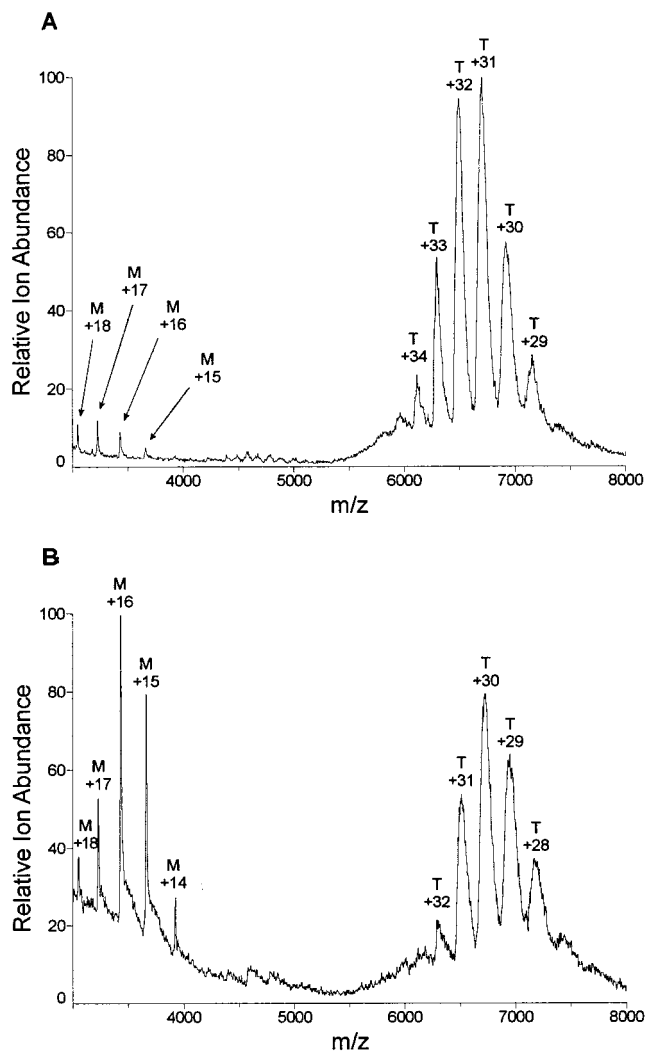 A
Relative Ion Abundance
100
80
60
40
20
0
M
+18
M
+17
M
+16
M
+15
T
+34
T
+33
T
+32
T
+31
T
+30
T
+29
4000
5000
6000
7000
8000
m/z
B
Relative Ion Abundance
100
80
60
40
20
0
M
+18
M
+17
M
+16
M
+15
M
+14
T
+32
T
+31
T
+30
T
+29
T
+28
4000
5000
6000
7000
8000
m/z